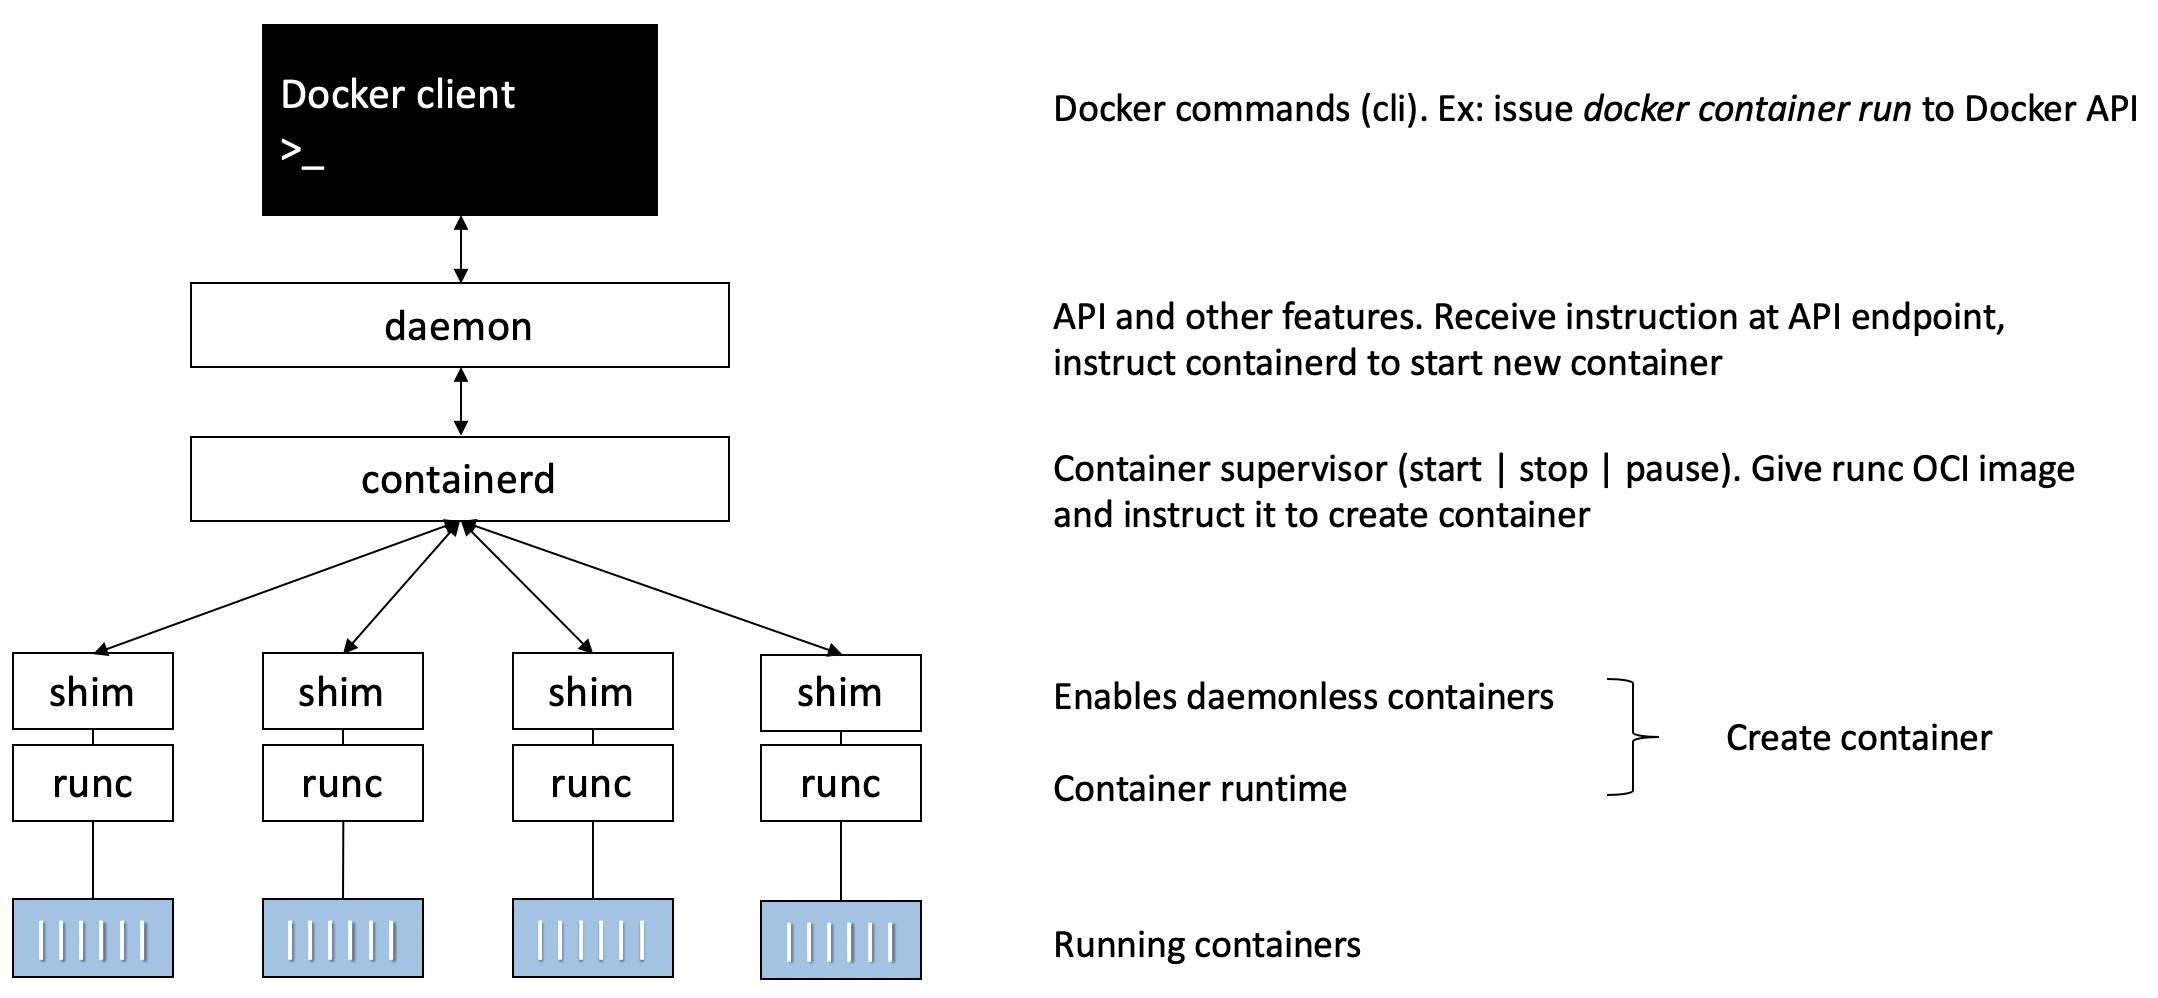 Docker client
>_
Docker commands (cli). Ex: issue docker container run to Docker API
daemon
API and other features. Receive instruction at API endpoint,
instruct containerd to start new container
containerd
Container supervisor (start | stop | pause). Give runc OCI image
and instruct it to create container
shim shim shim shim
Enables daemonless containers
Create container
runc runc runc runc
Container runtime
Running containers